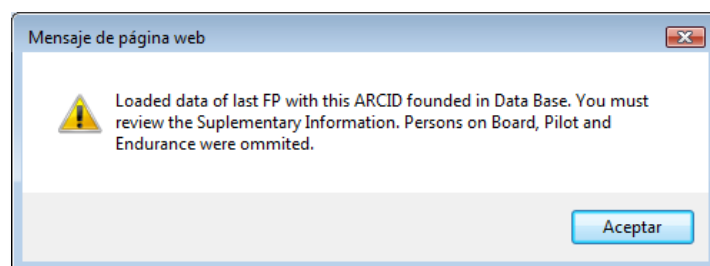 Mensaje de página web
Loaded data of last FP with this ARCID founded in Data Base. You must
review the Suplementary Information. Persons on Board, Pilot and
Endurance were ommited.
Aceptar